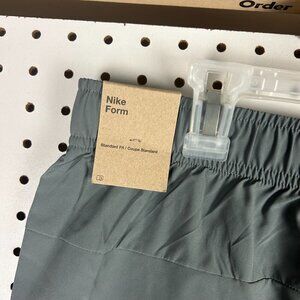 Order
Nike
Form
Standard Fit / Coupe Standard